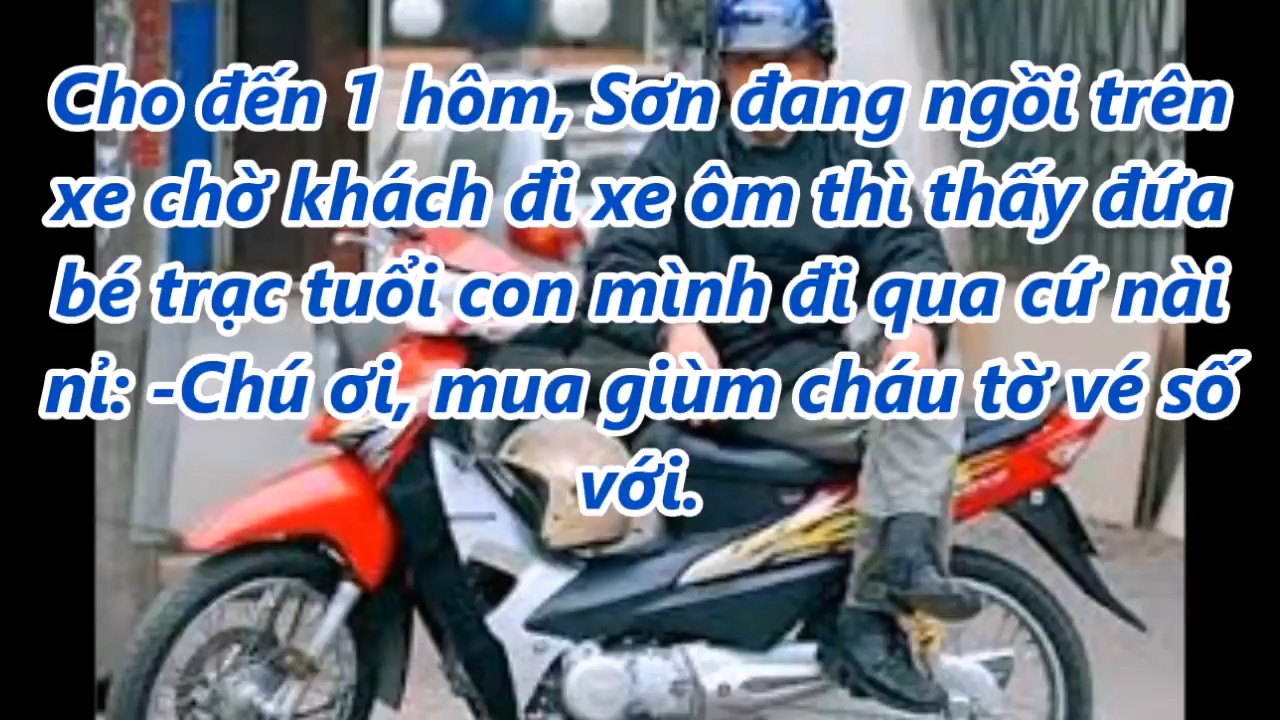 Cho đến 1 hôm, Sơn đang ngồi trên
xe chờ khách đi xe ôm thì thấy đứa
bé trạc tuổi con mình đi qua cứ nài
nỉ: -Chú ơi, mua giùm cháu tờ vé số
với.